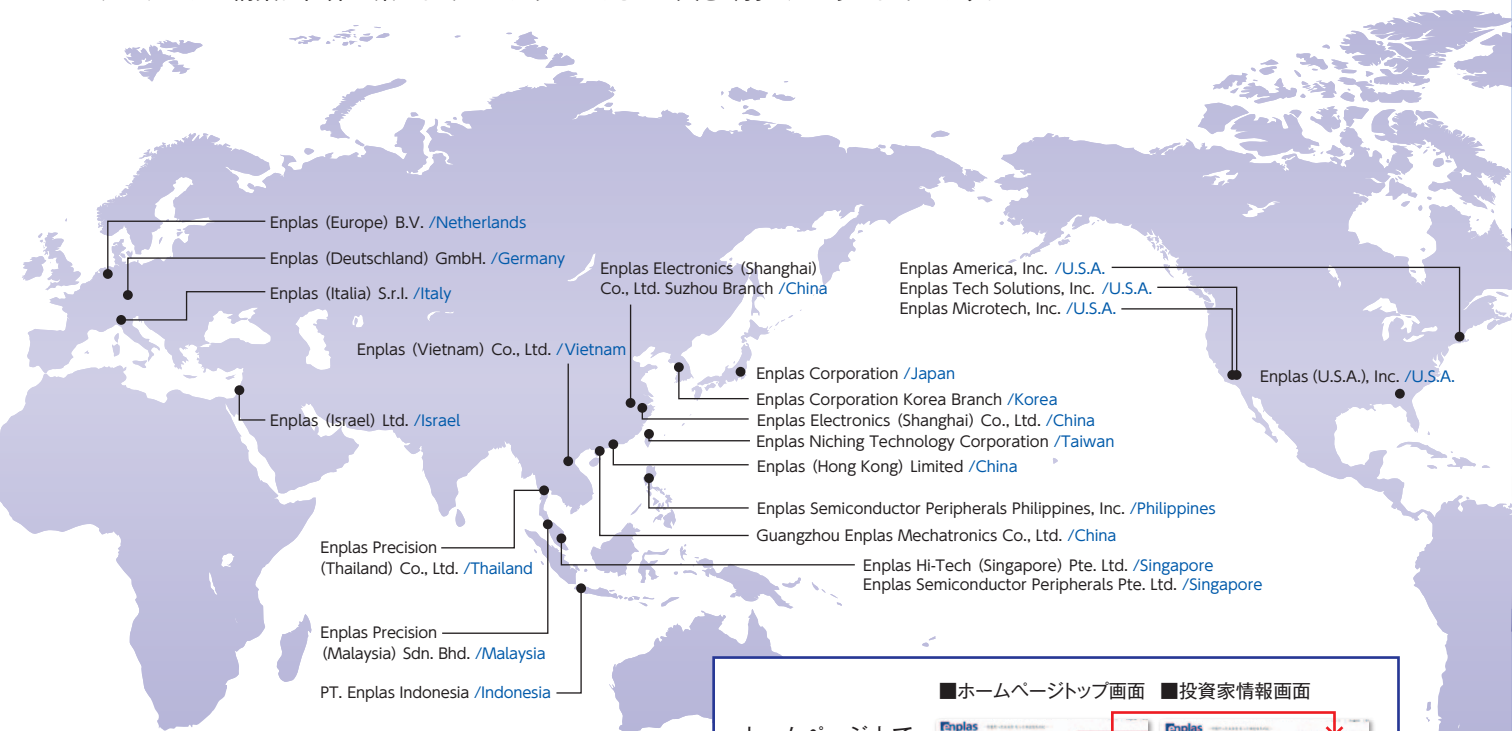 Enplas (Europe) B.V. /Netherlands
Enplas (Deutschland) GmbH. /Germany
Enplas (Italia) S.r.l. /Italy
Enplas Electronics (Shanghai)
Co., Ltd. Suzhou Branch /China
Enplas America, Inc. /U.S.A.
Enplas Tech Solutions, Inc. /U.S.A.
Enplas Microtech, Inc. /U.S.A.
Enplas (Vietnam) Co., Ltd. /Vietnam
Enplas Corporation /Japan
Enplas (U.S.A.), Inc. /U.S.A.
Enplas Corporation Korea Branch /Korea
Enplas (Israel) Ltd. /Israel
Enplas Electronics (Shanghai) Co., Ltd. /China
Enplas Niching Technology Corporation /Taiwan
Enplas (Hong Kong) Limited /China
Enplas Semiconductor Peripherals Philippines, Inc. /Philippines
Guangzhou Enplas Mechatronics Co., Ltd. /China
Enplas Precision
(Thailand) Co., Ltd. /Thailand
Enplas Hi-Tech (Singapore) Pte. Ltd. /Singapore
Enplas Semiconductor Peripherals Pte. Ltd. /Singapore
Enplas Precision
(Malaysia) Sdn. Bhd. /Malaysia
PT. Enplas Indonesia /Indonesia
■ホームページトップ画面 ■投資家情報画面
Enplas
Enplas